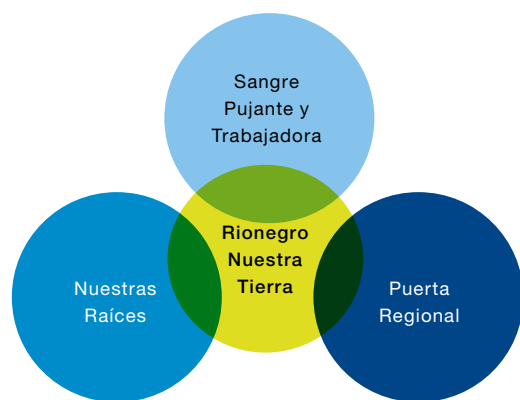 Sangre
Pujante y
Trabajadora
Rionegro
Nuestra
Tierra
Nuestras
Raíces
Puerta
Regional